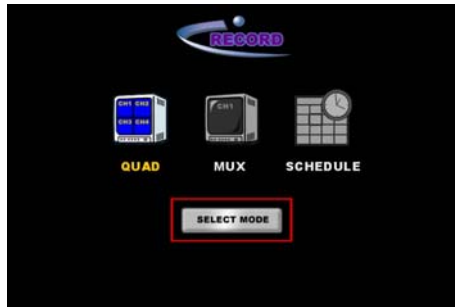 RECORD
CH1 CH2
CH3 CH4
CH1
QUAD MUX SCHEDULE
SELECT MODE